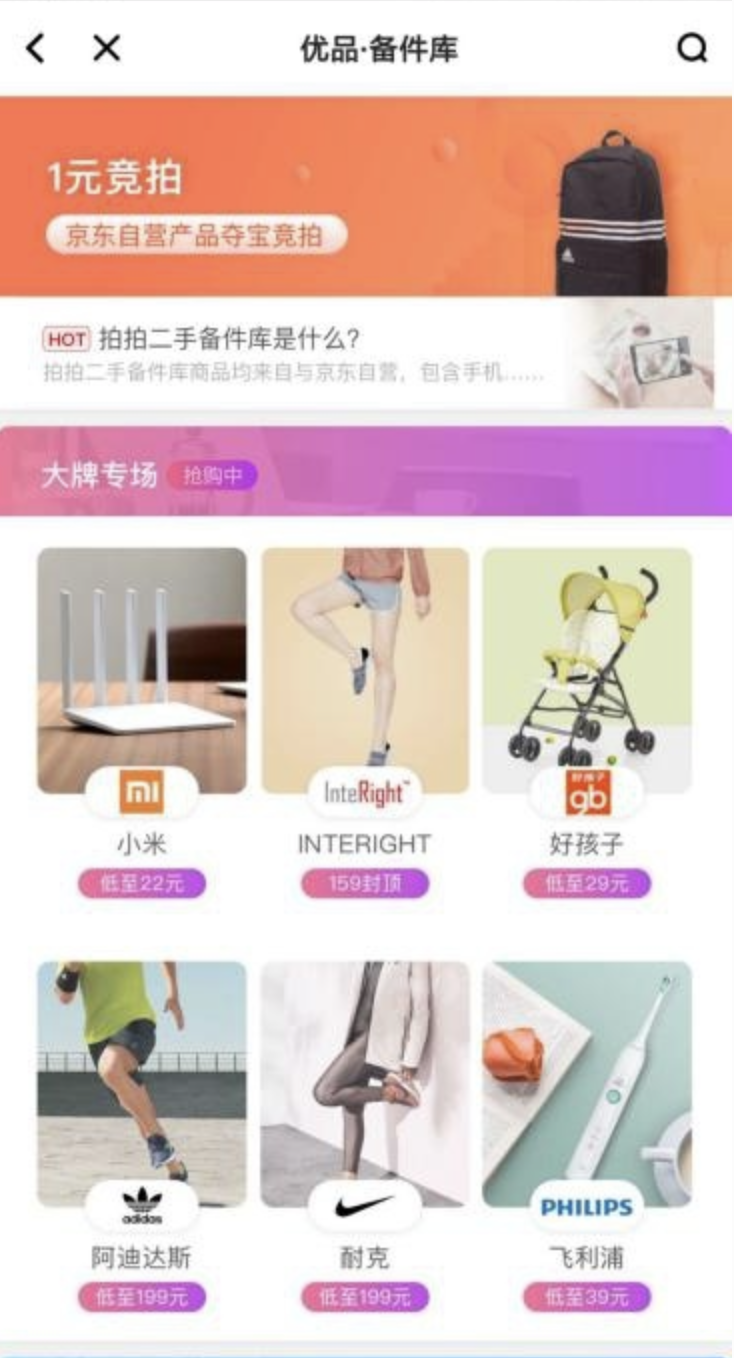 优品·备件库
1元竞拍
京东自营产品夺宝竞拍
HOT 拍拍二手备件库是什么?
拍拍二手备件库商品均来自与京东自营，包含手机......
大牌专场 抢购中
mi InteRight™ 好孩子 gb
小米 INTERIGHT 好孩子
低至22元 159封顶 低至29元
adidas PHILIPS
阿迪达斯 耐克 飞利浦
低至199元 低至199元 低至39元